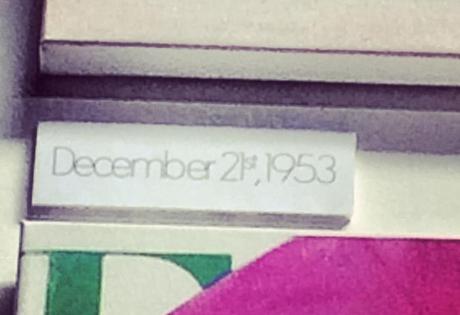 December 21st, 1953